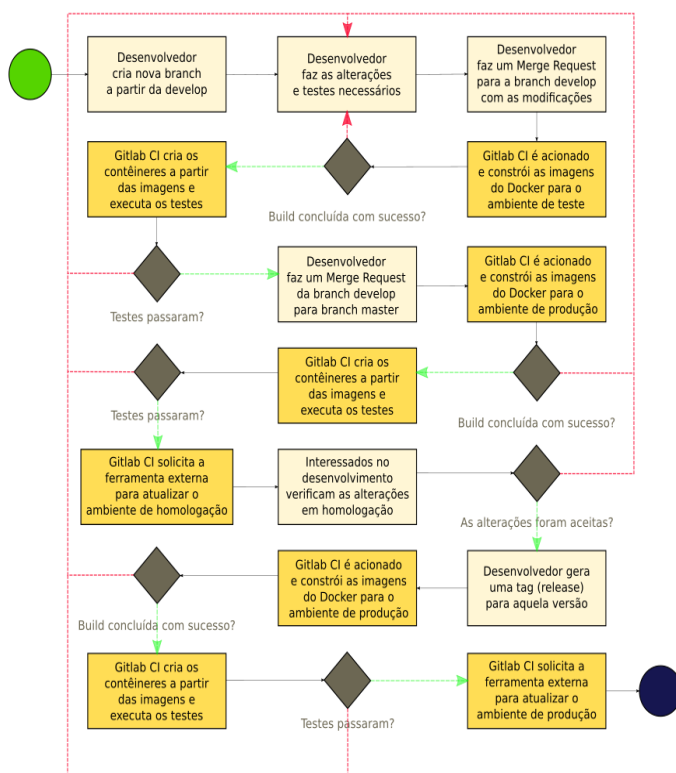 Desenvolvedor
cria nova branch
a partir da develop
Desenvolvedor
faz as alterações
e testes necessários
Desenvolvedor
faz um Merge Request
para a branch develop
com as modificações
Gitlab CI é acionado
e constrói as imagens
do Docker para o
ambiente de teste
Build concluída com sucesso?
Gitlab CI cria os
contêineres a partir
das imagens e
executa os testes
Testes passaram?
Desenvolvedor
faz um Merge Request
da branch develop
para branch master
Gitlab CI é acionado
e constrói as imagens
do Docker para o
ambiente de produção
Build concluída com sucesso?
Gitlab CI cria os
contêineres a partir
das imagens e
executa os testes
Testes passaram?
Gitlab CI solicita a
ferramenta externa
para atualizar o
ambiente de homologação
Interessados no
desenvolvimento
verificam as alterações
em homologação
As alterações foram aceitas?
Desenvolvedor gera
uma tag (release)
para aquela versão
Gitlab CI é acionado
e constrói as imagens
do Docker para o
ambiente de produção
Build concluída com sucesso?
Gitlab CI cria os
contêineres a partir
das imagens e
executa os testes
Testes passaram?
Gitlab CI solicita a
ferramenta externa
para atualizar o
ambiente de produção